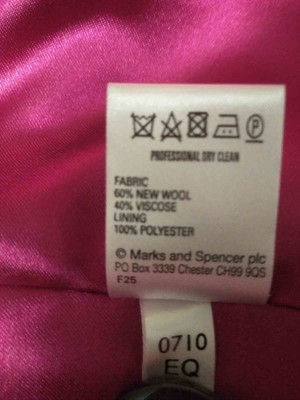 P
PROFESSIONAL DRY CLEAN
FABRIC
60% NEW WOOL
40% VISCOSE
LINING
100% POLYESTER
© Marks and Spencer plc
PO Box 3339 Chester CH99 9QS
F25
0710
EQ